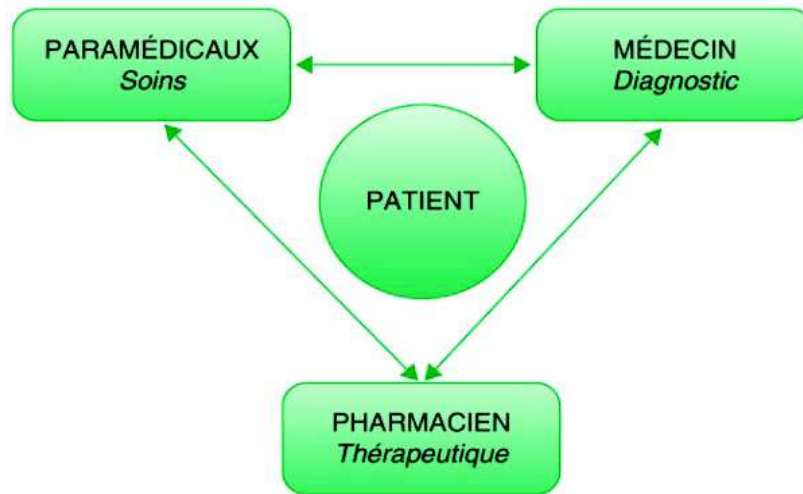 PARAMÉDICAUX
Soins
MÉDECIN
Diagnostic
PATIENT
PHARMACIEN
Thérapeutique